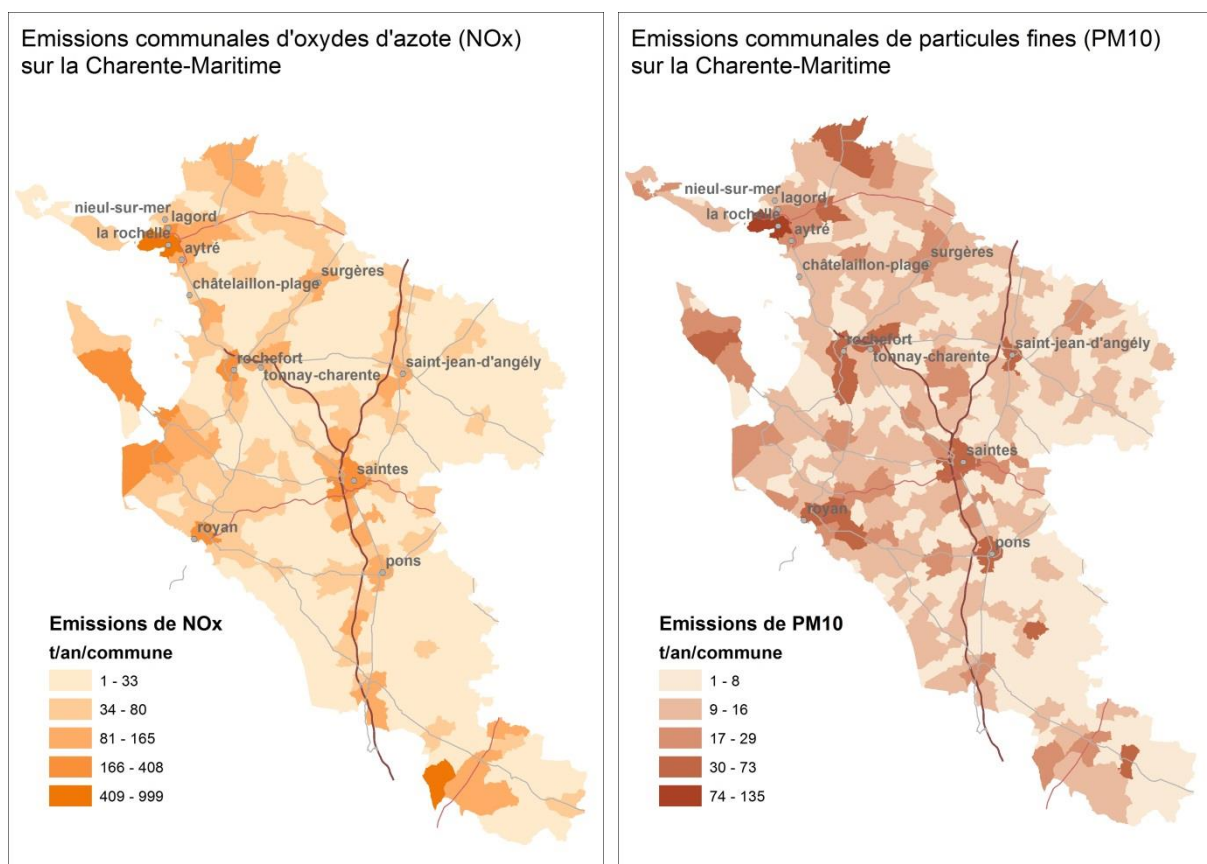 Emissions communales d'oxydes d'azote (NOx)
sur la Charente-Maritime
nieul-sur-mer
lagord
la rochelle
aytré
châtelaillon-plage
surgères
rochefort
tonnay-charente
saint-jean-d'angély
saintes
royan
pons
Emissions de NOx
t/an/commune
1 - 33
34 - 80
81 - 165
166 - 408
409 - 999
Emissions communales de particules fines (PM10)
sur la Charente-Maritime
nieul-sur-mer
lagord
la rochelle
aytré
châtelaillon-plage
surgères
rochefort
tonnay-charente
saint-jean-d'angély
saintes
royan
pons
Emissions de PM10
t/an/commune
1 - 8
9 - 16
17 - 29
30 - 73
74 - 135